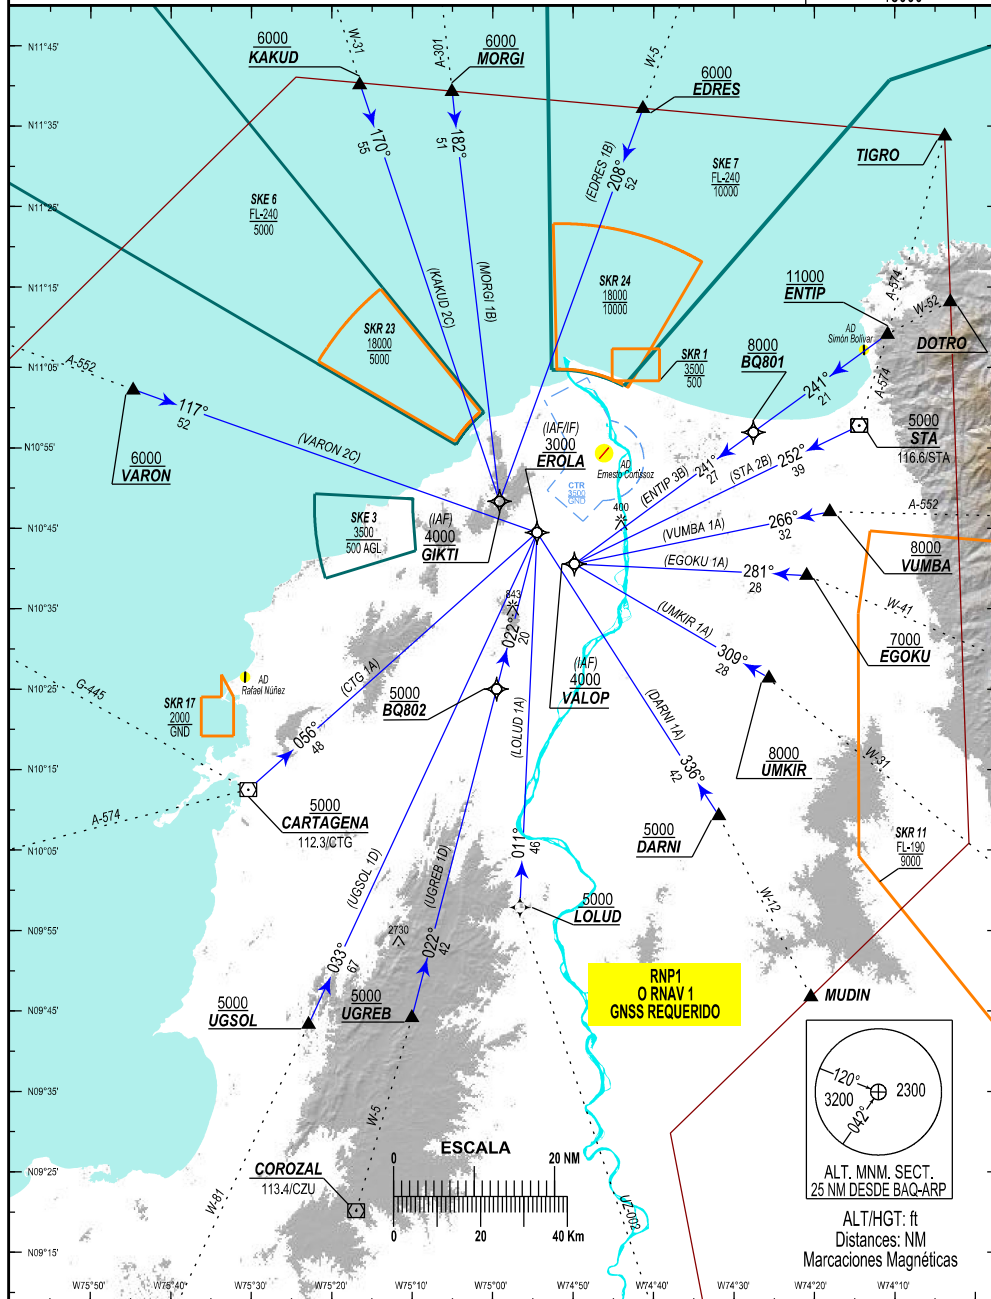 6000
KAKUD
W-31
A-301
6000
MORGI
W-5
6000
EDRES
TIGRO
N11°45'
N11°35'
N11°25'
N11°15'
N11°05'
N10°55'
N10°45'
N10°35'
N10°25'
N10°15'
N10°05'
N09°55'
N09°45'
N09°35'
N09°25'
N09°15'
170°
55
182°
51
(EDRES 1B)
208°
52
SKE 7
FL-240
10000
SKE 6
FL-240
5000
(KAKUD 2C)
(MORGI 1B)
SKR 24
18000
10000
SKR 23
18000
5000
SKR 1
3500
500
11000
ENTIP
A-574
W-52
DOTRO
AD
Simón Bolívar
A-574
8000
BQ801
241°
21
A-552
117°
52
6000
VARON
(VARON 2C)
(IAF/IF)
3000
EROLA
AD
Ernesto Cortissoz
CTR
3500
GND
400
(ENTIP 3B)
241°
27
(STA 2B)
252°
39
5000
STA
116.6/STA
SKE 3
3500
500 AGL
(IAF)
4000
GIKTI
(VUMBA 1A)
266°
32
A-552
8000
VUMBA
(EGOKU 1A)
281°
28
W-41
7000
EGOKU
843
022°
20
(UMKIR 1A)
309°
28
8000
UMKIR
W-31
(IAF)
4000
VALOP
5000
BQ802
(CTG 1A)
056°
48
G-445
AD
Rafael Núñez
SKR 17
2000
GND
A-574
5000
CARTAGENA
112.3/CTG
(LOLUD 1A)
011°
46
(DARNI 1A)
336°
42
5000
DARNI
SKR 11
FL-190
9000
(UGSOL 1D)
033°
67
(UGREB 1D)
022°
42
2730
5000
LOLUD
W-12
MUDIN
5000
UGSOL
5000
UGREB
RNP1
O RNAV 1
GNSS REQUERIDO
W-5
W-81
UZ-002
COROZAL
113.4/CZU
ESCALA
0 20 NM
0 20 40 Km
120°
3200
042°
2300
ALT. MNM. SECT.
25 NM DESDE BAQ-ARP
ALT/HGT: ft
Distances: NM
Marcaciones Magnéticas
W75°50' W75°40' W75°30' W75°20' W75°10' W75°00' W74°50' W74°40' W74°30' W74°20' W74°10'